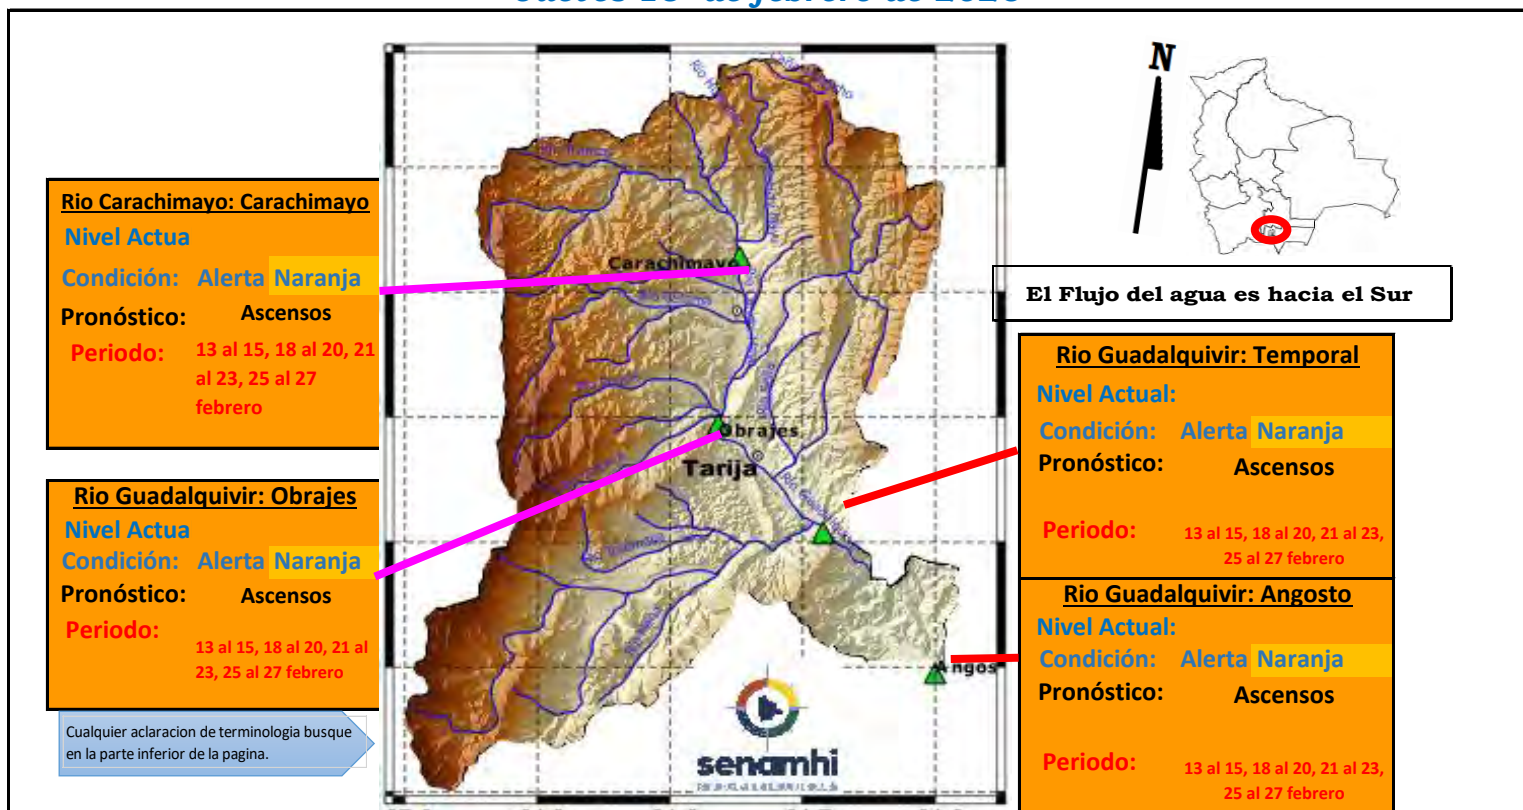 Rio Carachimayo: Carachimayo
Nivel Actua
Condición: Alerta Naranja
Pronóstico: Ascensos
Periodo: 13 al 15, 18 al 20, 21
al 23, 25 al 27
febrero
Rio Guadalquivir: Obrajes
Nivel Actua
Condición: Alerta Naranja
Pronóstico: Ascensos
Periodo:
13 al 15, 18 al 20, 21 al
23, 25 al 27 febrero
Cualquier aclaracion de terminologia busque
en la parte inferior de la pagina.
Carachimayo
Obrajes
Tarija
Angos
senamhi
N
El Flujo del agua es hacia el Sur
Rio Guadalquivir: Temporal
Nivel Actual:
Condición: Alerta Naranja
Pronóstico: Ascensos
Periodo: 13 al 15, 18 al 20, 21 al 23,
25 al 27 febrero
Rio Guadalquivir: Angosto
Nivel Actual:
Condición: Alerta Naranja
Pronóstico: Ascensos
Periodo: 13 al 15, 18 al 20, 21 al 23,
25 al 27 febrero